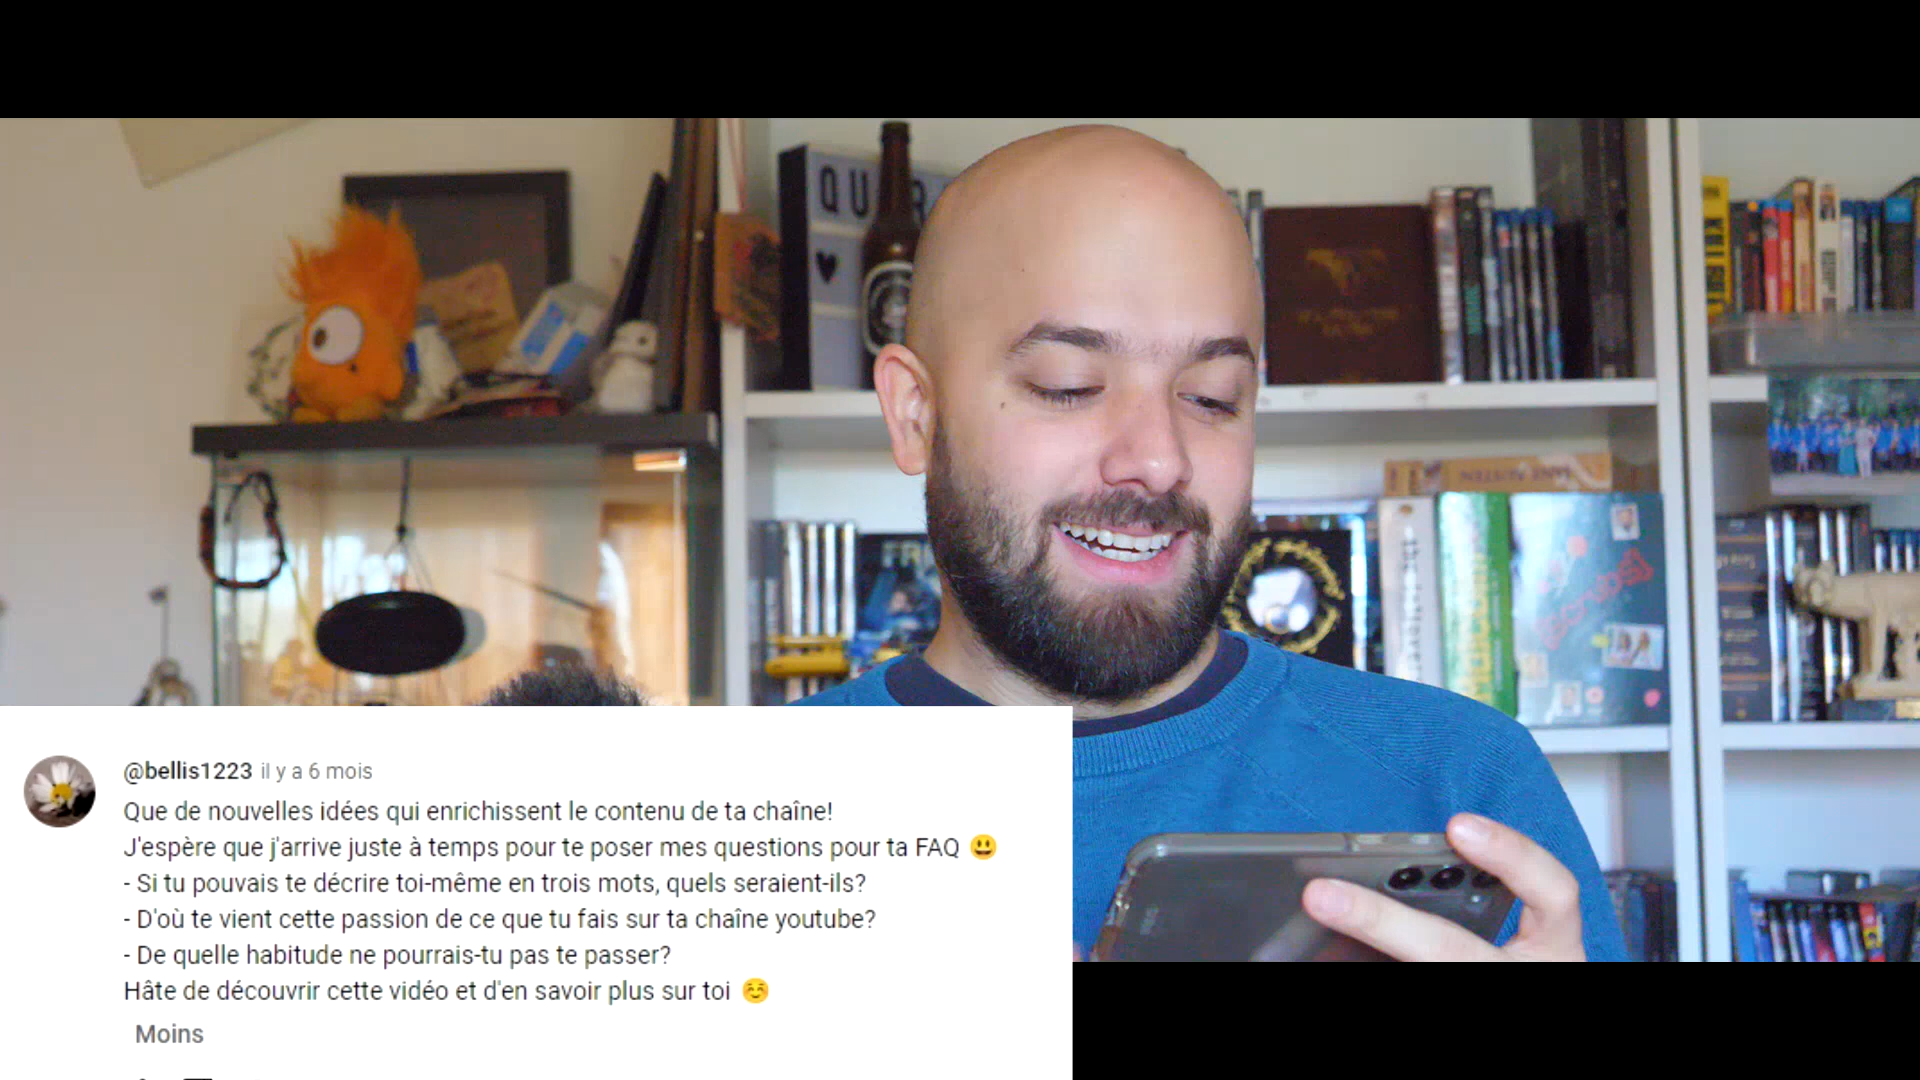 QU
♥
@bellis1223 il y a 6 mois
Que de nouvelles idées qui enrichissent le contenu de ta chaîne!
J'espère que j'arrive juste à temps pour te poser mes questions pour ta FAQ 😃
- Si tu pouvais te décrire toi-même en trois mots, quels seraient-ils?
- D'où te vient cette passion de ce que tu fais sur ta chaîne youtube?
- De quelle habitude ne pourrais-tu pas te passer?
Hâte de découvrir cette vidéo et d'en savoir plus sur toi ☺️
Moins